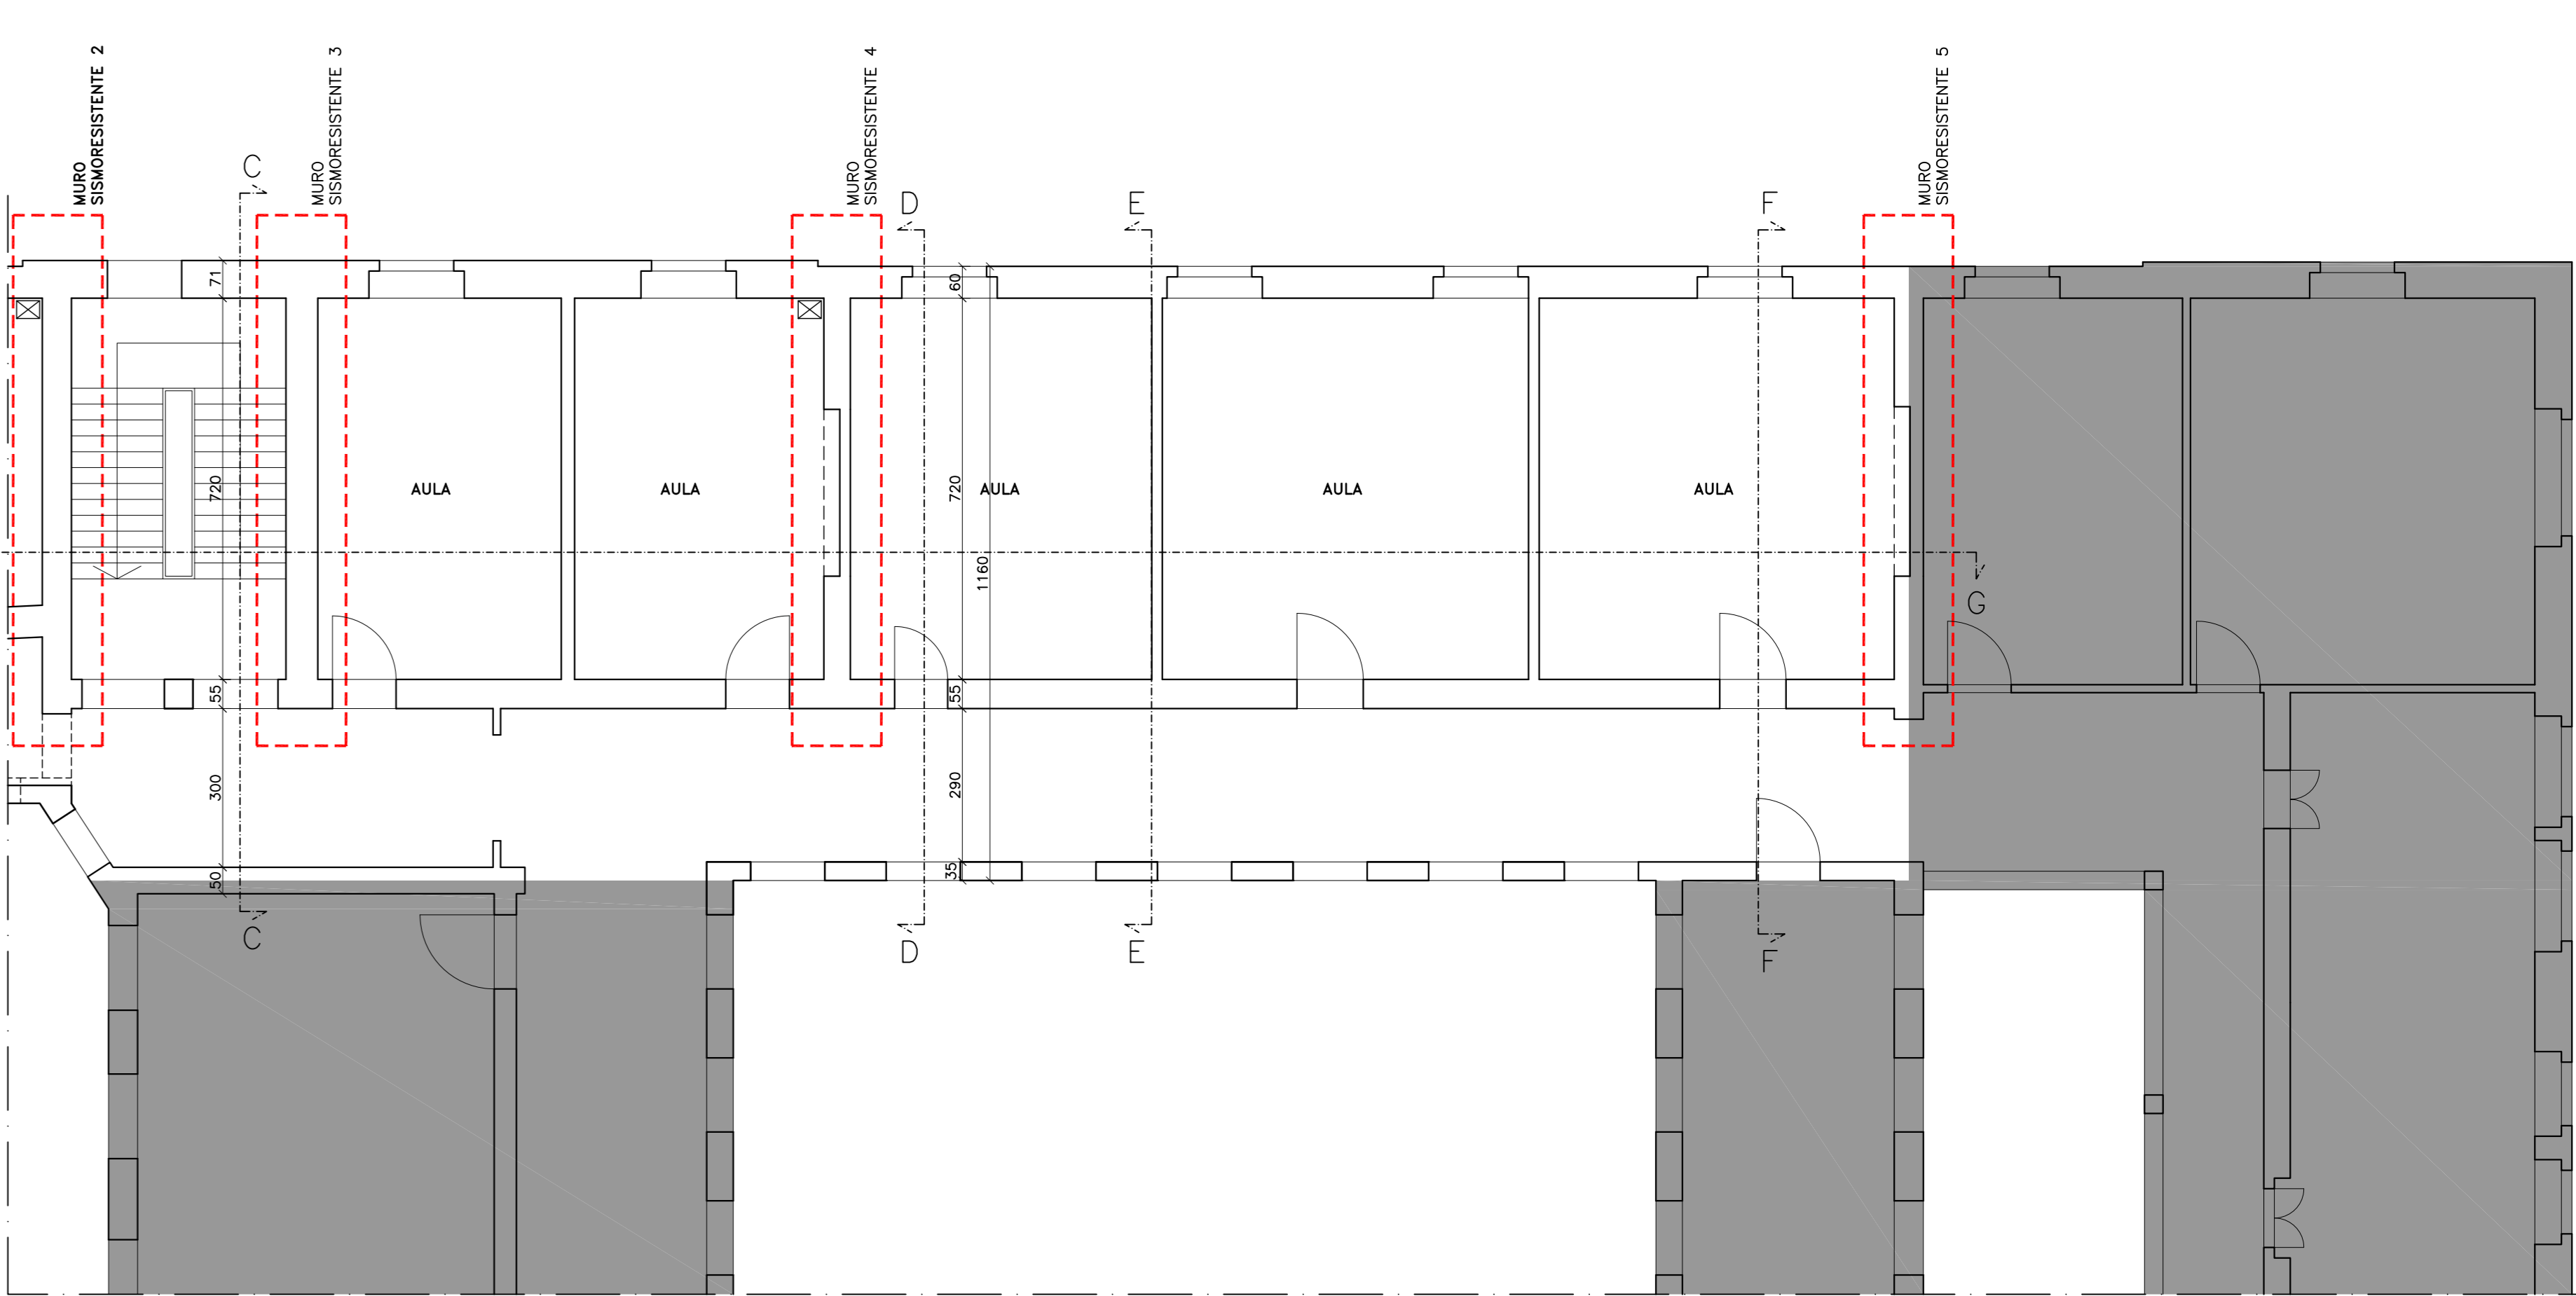 MURO
SISMORESISTENTE 2
MURO
SISMORESISTENTE 3
MURO
SISMORESISTENTE 4
MURO
SISMORESISTENTE 5
C
D
E
F
71
60
720
720
1160
AULA
AULA
AULA
AULA
AULA
G
55
55
300
290
50
35
C
D
E
F